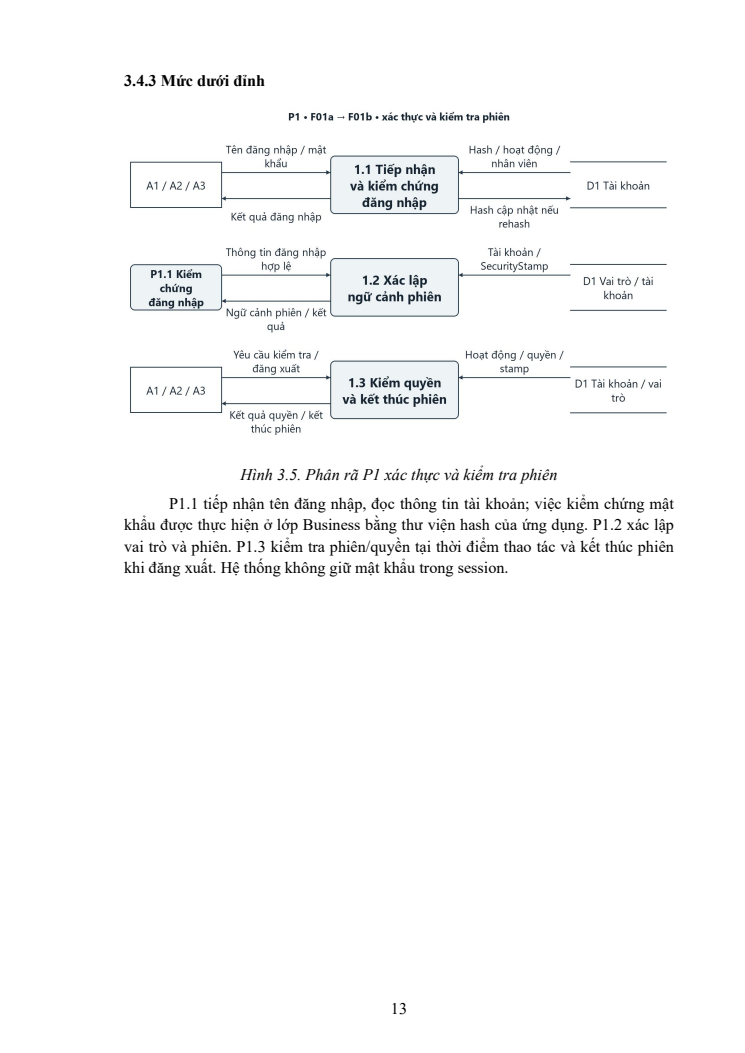 3.4.3 Mức dưới đỉnh
P1 • F01a → F01b • xác thực và kiểm tra phiên
Tên đăng nhập / mật
khẩu
Hash / hoạt động /
nhân viên
A1 / A2 / A3
1.1 Tiếp nhận
và kiểm chứng
đăng nhập
D1 Tài khoản
Kết quả đăng nhập
Hash cập nhật nếu
rehash
Thông tin đăng nhập
hợp lệ
Tài khoản /
SecurityStamp
P1.1 Kiểm
chứng
đăng nhập
1.2 Xác lập
ngữ cảnh phiên
D1 Vai trò / tài
khoản
Ngữ cảnh phiên / kết
quả
Yêu cầu kiểm tra /
đăng xuất
Hoạt động / quyền /
stamp
A1 / A2 / A3
1.3 Kiểm quyền
và kết thúc phiên
D1 Tài khoản / vai
trò
Kết quả quyền / kết
thúc phiên
Hình 3.5. Phân rã P1 xác thực và kiểm tra phiên
P1.1 tiếp nhận tên đăng nhập, đọc thông tin tài khoản; việc kiểm chứng mật
khẩu được thực hiện ở lớp Business bằng thư viện hash của ứng dụng. P1.2 xác lập
vai trò và phiên. P1.3 kiểm tra phiên/quyền tại thời điểm thao tác và kết thúc phiên
khi đăng xuất. Hệ thống không giữ mật khẩu trong session.
13